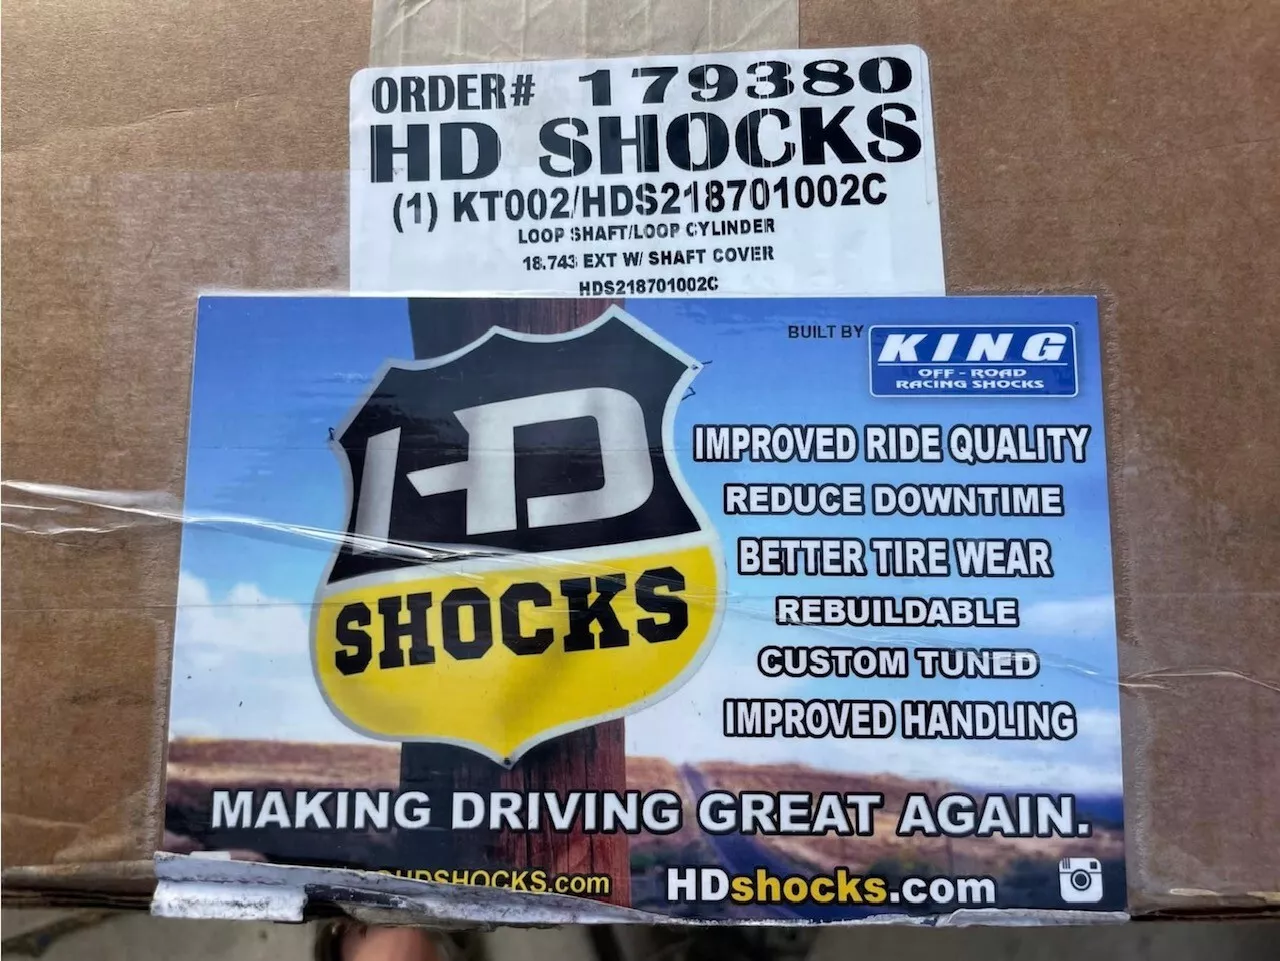 ORDER# 179380
HD SHOCKS
(1) KT002/HDS218701002C
LOOP SHAFT/LOOP CYLINDER
18.743 EXT W/ SHAFT COVER
HDS218701002C
BUILT BY KING
OFF - ROAD
RACING SHOCKS
HD
SHOCKS
IMPROVED RIDE QUALITY
REDUCE DOWNTIME
BETTER TIRE WEAR
REBUILDABLE
CUSTOM TUNED
IMPROVED HANDLING
MAKING DRIVING GREAT AGAIN.
HDshocks.com